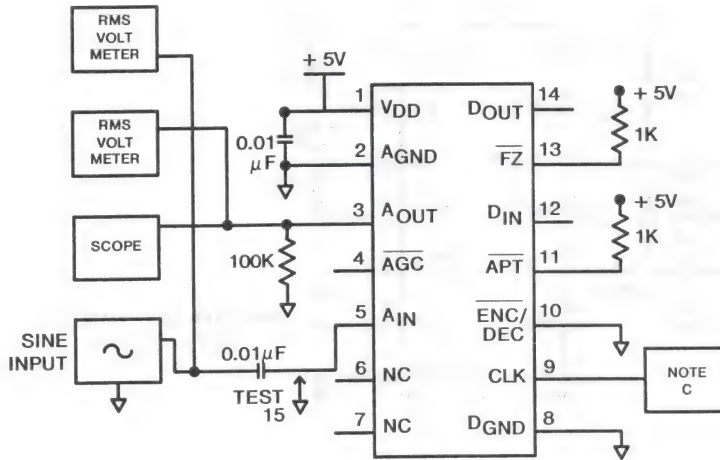 RMS
VOLT
METER
RMS
VOLT
METER
SCOPE
SINE
INPUT
+ 5V
0.01
µF
100K
0.01µF
TEST
15
1
2
3
4
5
6
7
VDD
AGND
AOUT
AGC
AIN
NC
NC
DOUT
FZ
DIN
APT
ENC/
DEC
CLK
DGND
14
13
12
11
10
9
8
+ 5V
1K
+ 5V
1K
NOTE
C